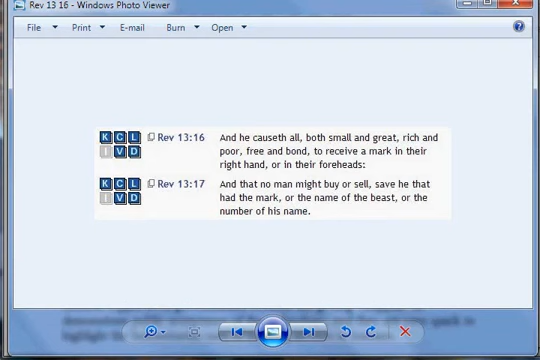 Rev 13 16 - Windows Photo Viewer
File Print E-mail Burn Open
K C L Rev 13:16 And he causeth all, both small and great, rich and
I V D poor, free and bond, to receive a mark in their
right hand, or in their foreheads:
K C L Rev 13:17 And that no man might buy or sell, save he that
I V D had the mark, or the name of the beast, or the
number of his name.